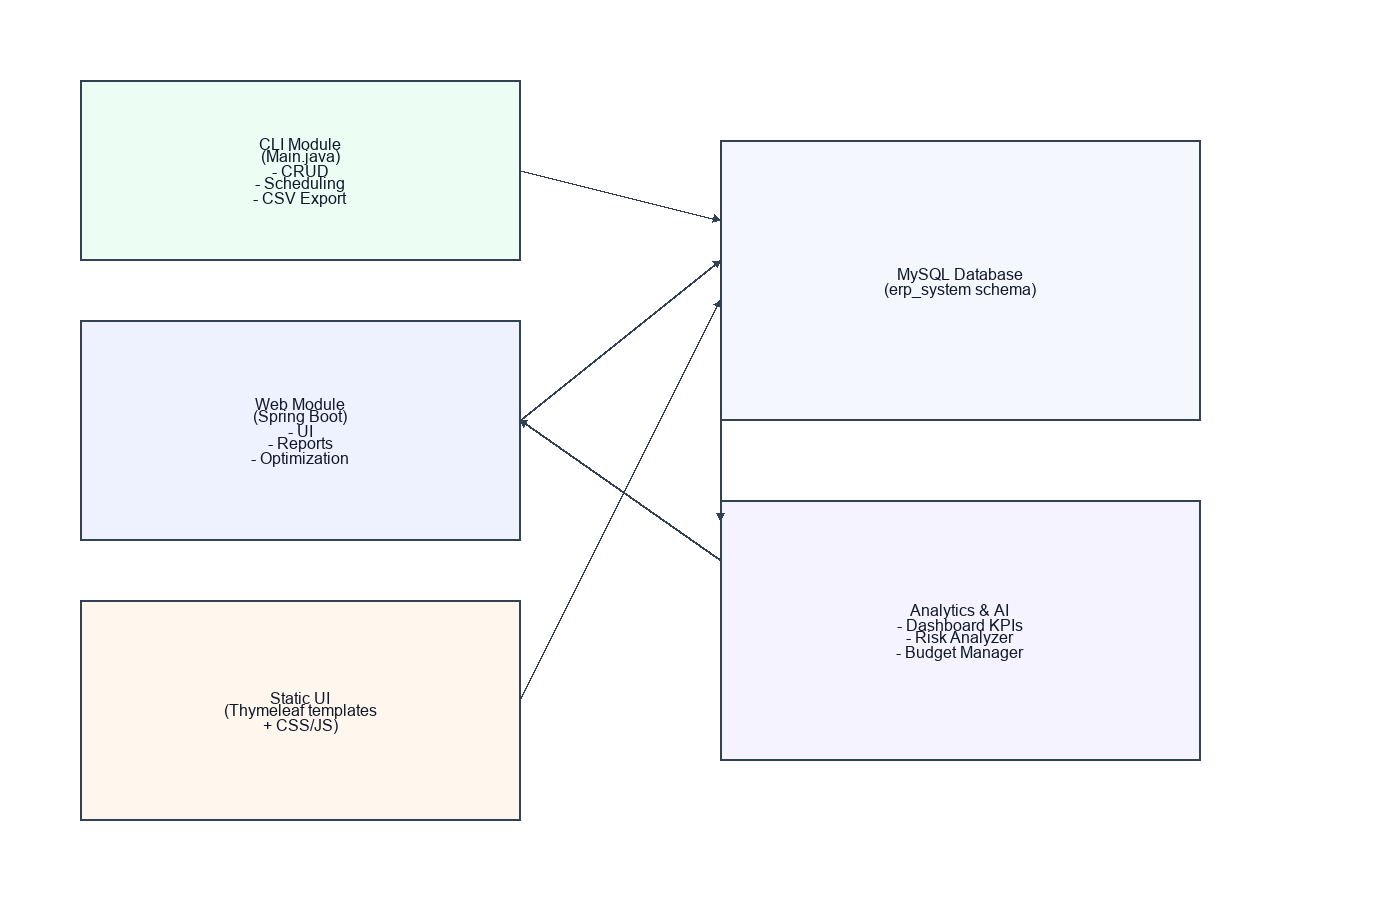 CLI Module
(Main.java)
- CRUD
- Scheduling
- CSV Export
MySQL Database
(erp_system schema)
Web Module
(Spring Boot)
- UI
- Reports
- Optimization
Analytics & AI
- Dashboard KPIs
- Risk Analyzer
- Budget Manager
Static UI
(Thymeleaf templates
+ CSS/JS)